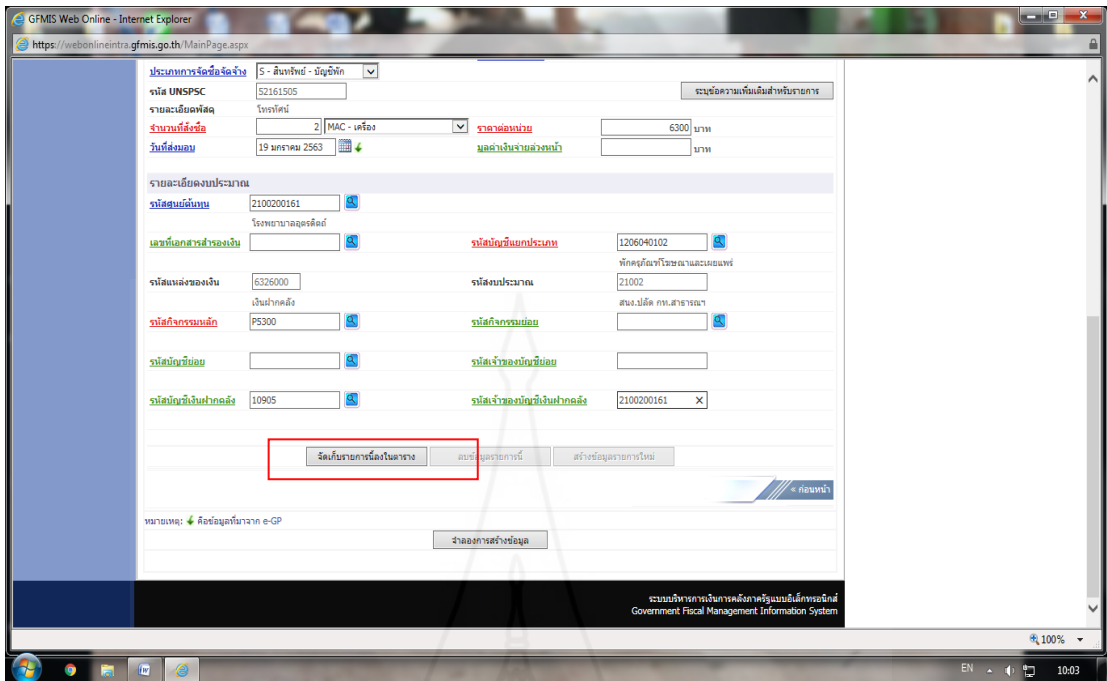 GFMIS Web Online - Internet Explorer
https://webonlineintra.gfmis.go.th/MainPage.aspx
ประเภทการจัดซื้อจัดจ้าง S - สินทรัพย์ - บัญชีพัก
รหัส UNSPSC 52161505 ระบุข้อความเพิ่มเติมสำหรับรายการ
รายละเอียดพัสดุ โทรทัศน์
จำนวนที่สั่งซื้อ 2 MAC - เครื่อง ราคาต่อหน่วย 6300 บาท
วันที่ส่งมอบ 19 มกราคม 2563 มูลค่าเงินจ่ายล่วงหน้า บาท
รายละเอียดงบประมาณ
รหัสศูนย์ต้นทุน 2100200161
โรงพยาบาลอุตรดิตถ์
เลขที่เอกสารสำรองเงิน รหัสบัญชีแยกประเภท 1206040102
พักครุภัณฑ์โฆษณาและเผยแพร่
รหัสแหล่งของเงิน 6326000 รหัสงบประมาณ 21002
เงินฝากคลัง สนง.ปลัด กท.สาธารณฯ
รหัสกิจกรรมหลัก P5300 รหัสกิจกรรมย่อย
รหัสบัญชีย่อย รหัสเจ้าของบัญชีย่อย
รหัสบัญชีเงินฝากคลัง 10905 รหัสเจ้าของบัญชีเงินฝากคลัง 2100200161 X
จัดเก็บรายการนี้ลงในตาราง ลบข้อมูลรายการนี้ สร้างข้อมูลรายการใหม่
« ก่อนหน้า
หมายเหตุ: คือข้อมูลที่มาจาก e-GP
จำลองการสร้างข้อมูล
ระบบบริหารการเงินการคลังภาครัฐแบบอิเล็กทรอนิกส์
Government Fiscal Management Information System
100%
EN 10:03